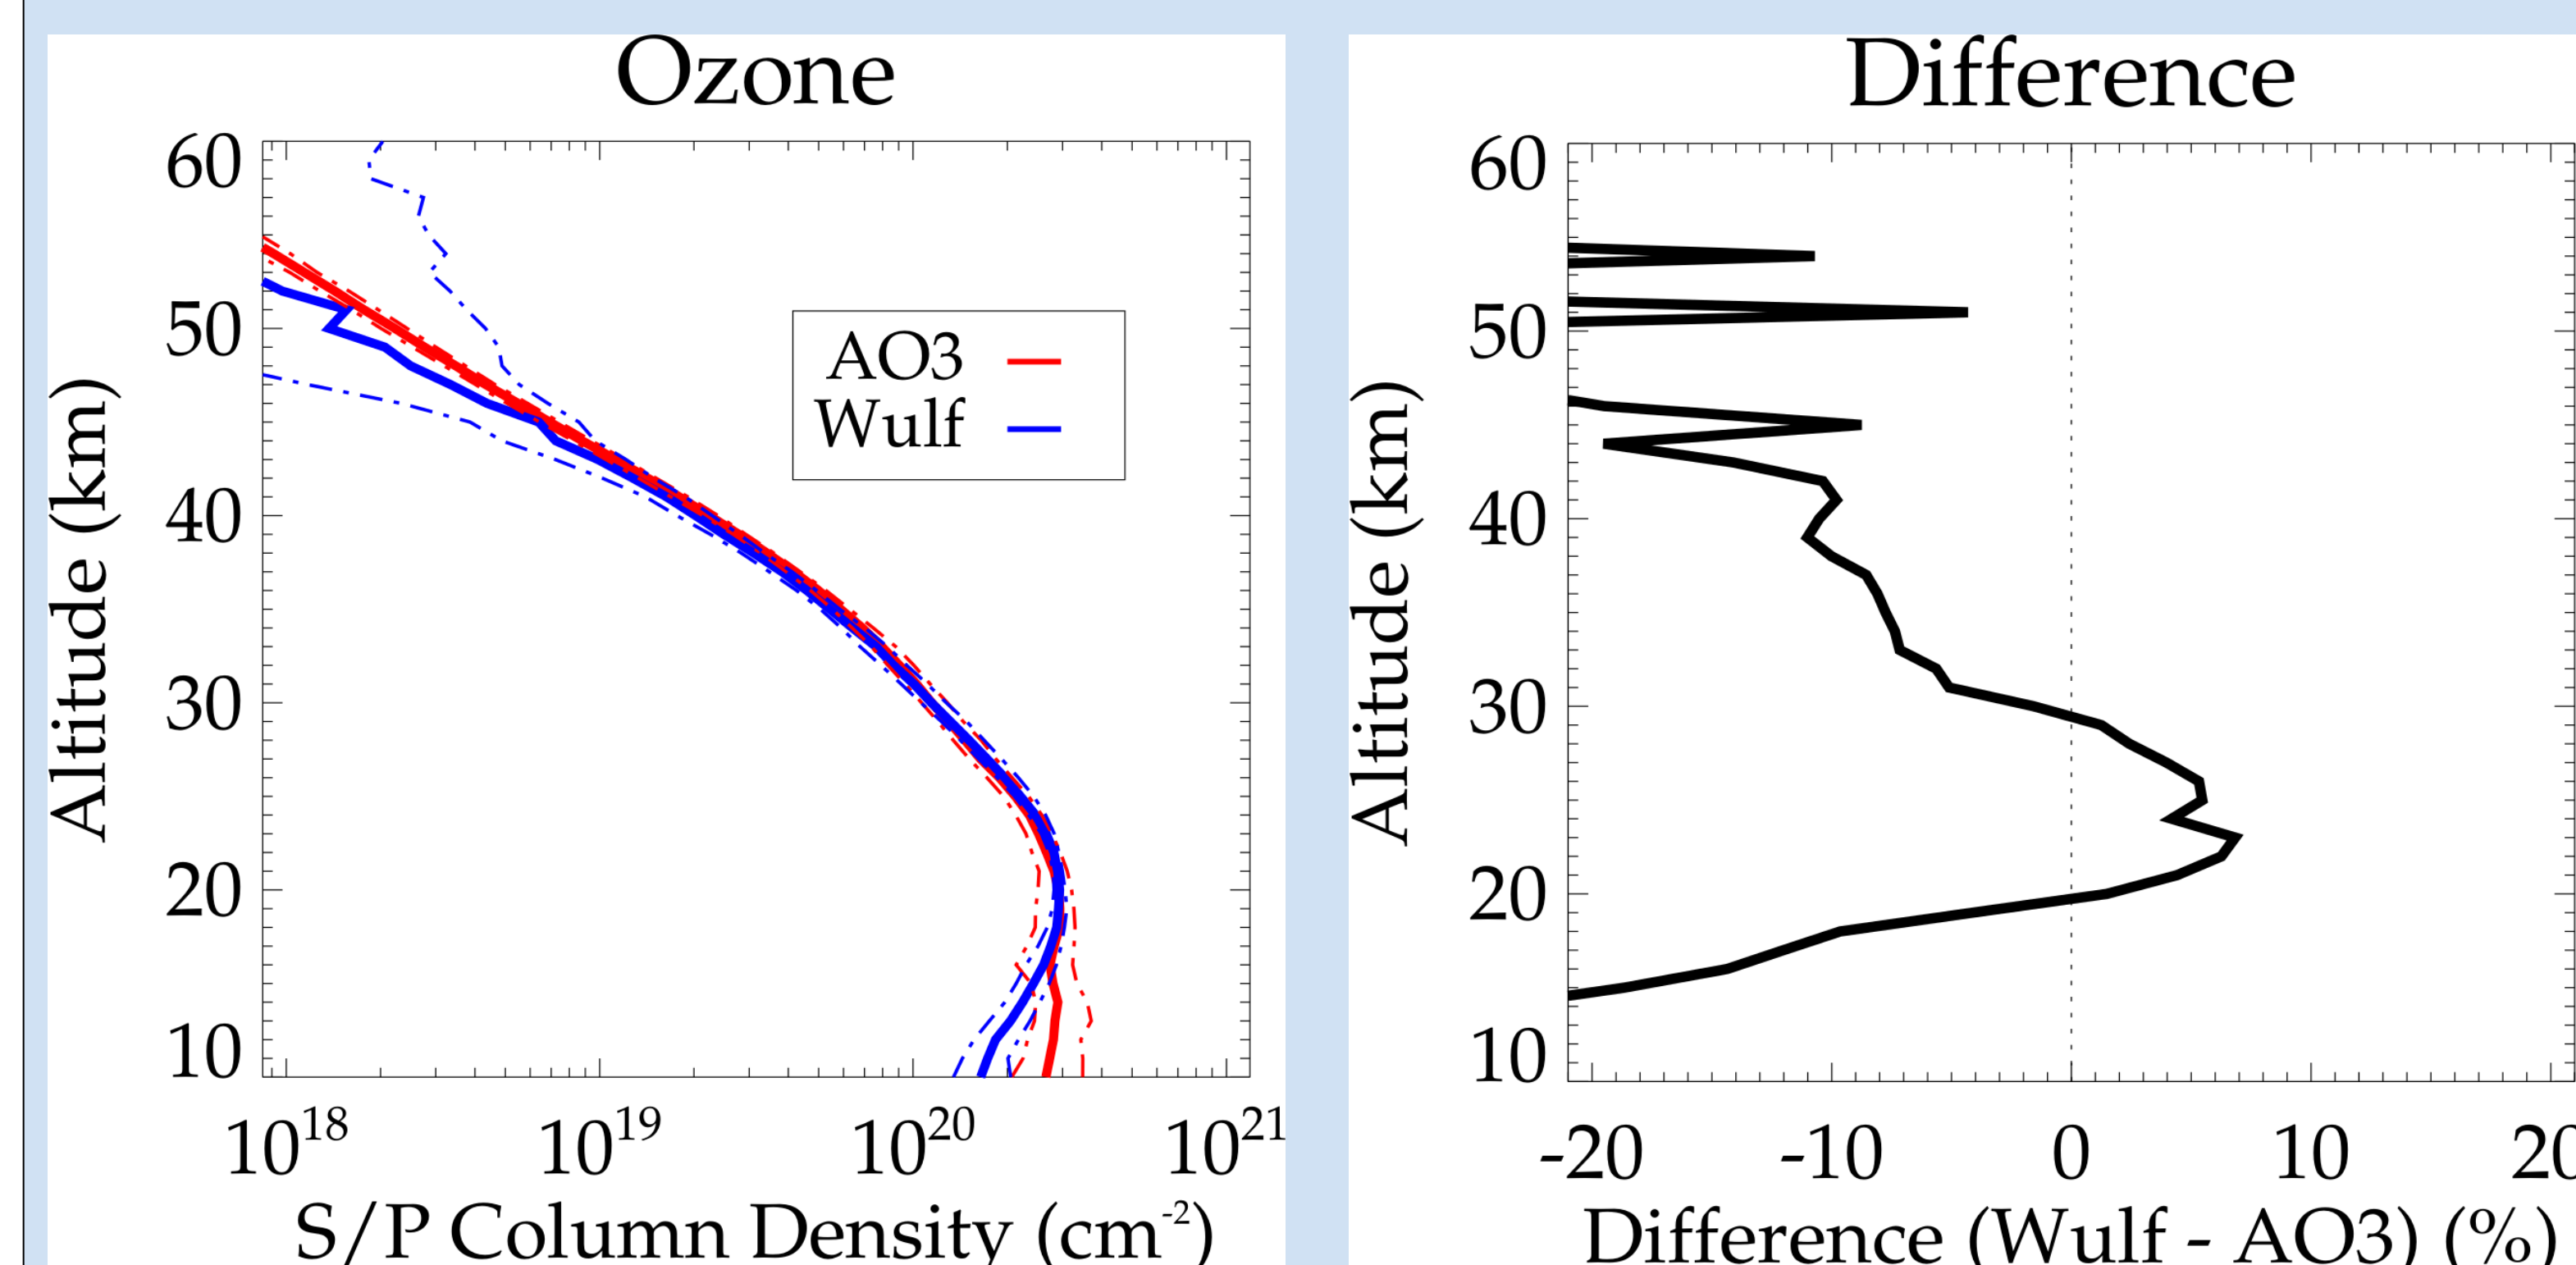 Ozone
60
50
40
30
20
10
Altitude (km)
AO3
Wulf
10^18 10^19 10^20 10^21
S/P Column Density (cm^-2)
Difference
60
50
40
30
20
10
Altitude (km)
-20 -10 0 10 20
Difference (Wulf - AO3) (%)